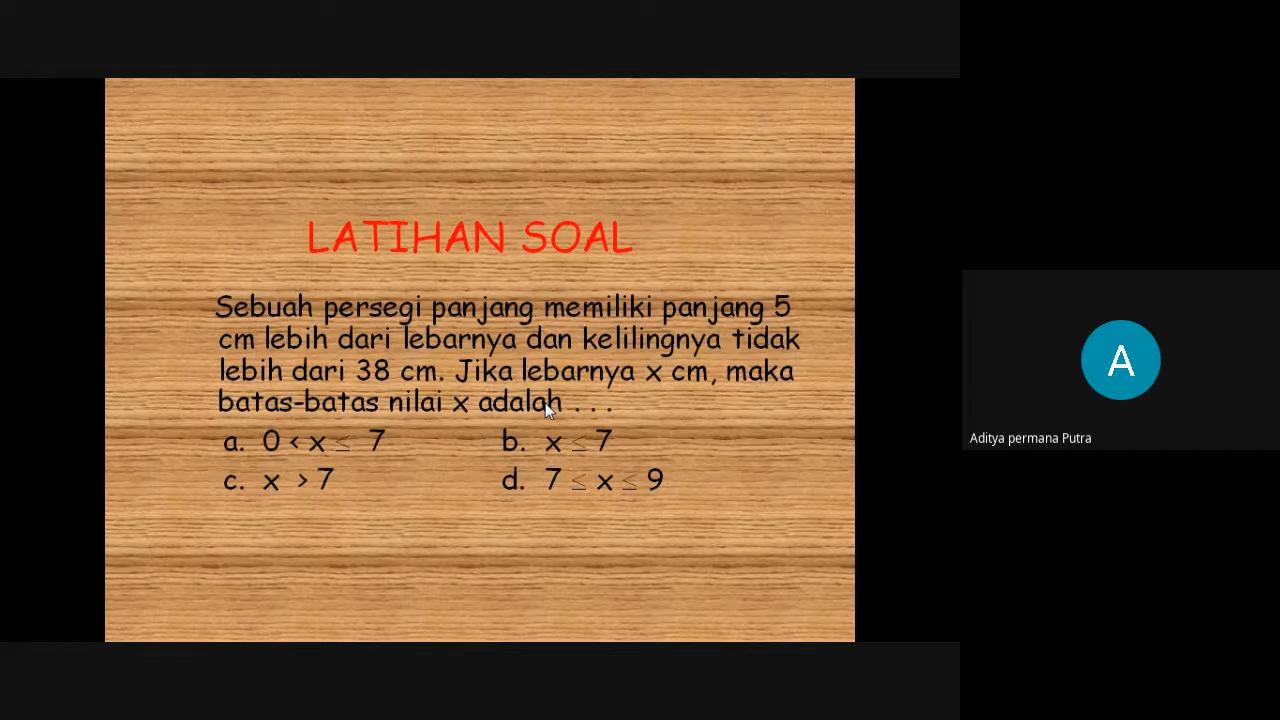 LATIHAN SOAL
Sebuah persegi panjang memiliki panjang 5
cm lebih dari lebarnya dan kelilingnya tidak
lebih dari 38 cm. Jika lebarnya x cm, maka
batas-batas nilai x adalah . . .
a. 0 < x ≤ 7 b. x ≤ 7
c. x > 7 d. 7 ≤ x ≤ 9
A
Aditya permana Putra